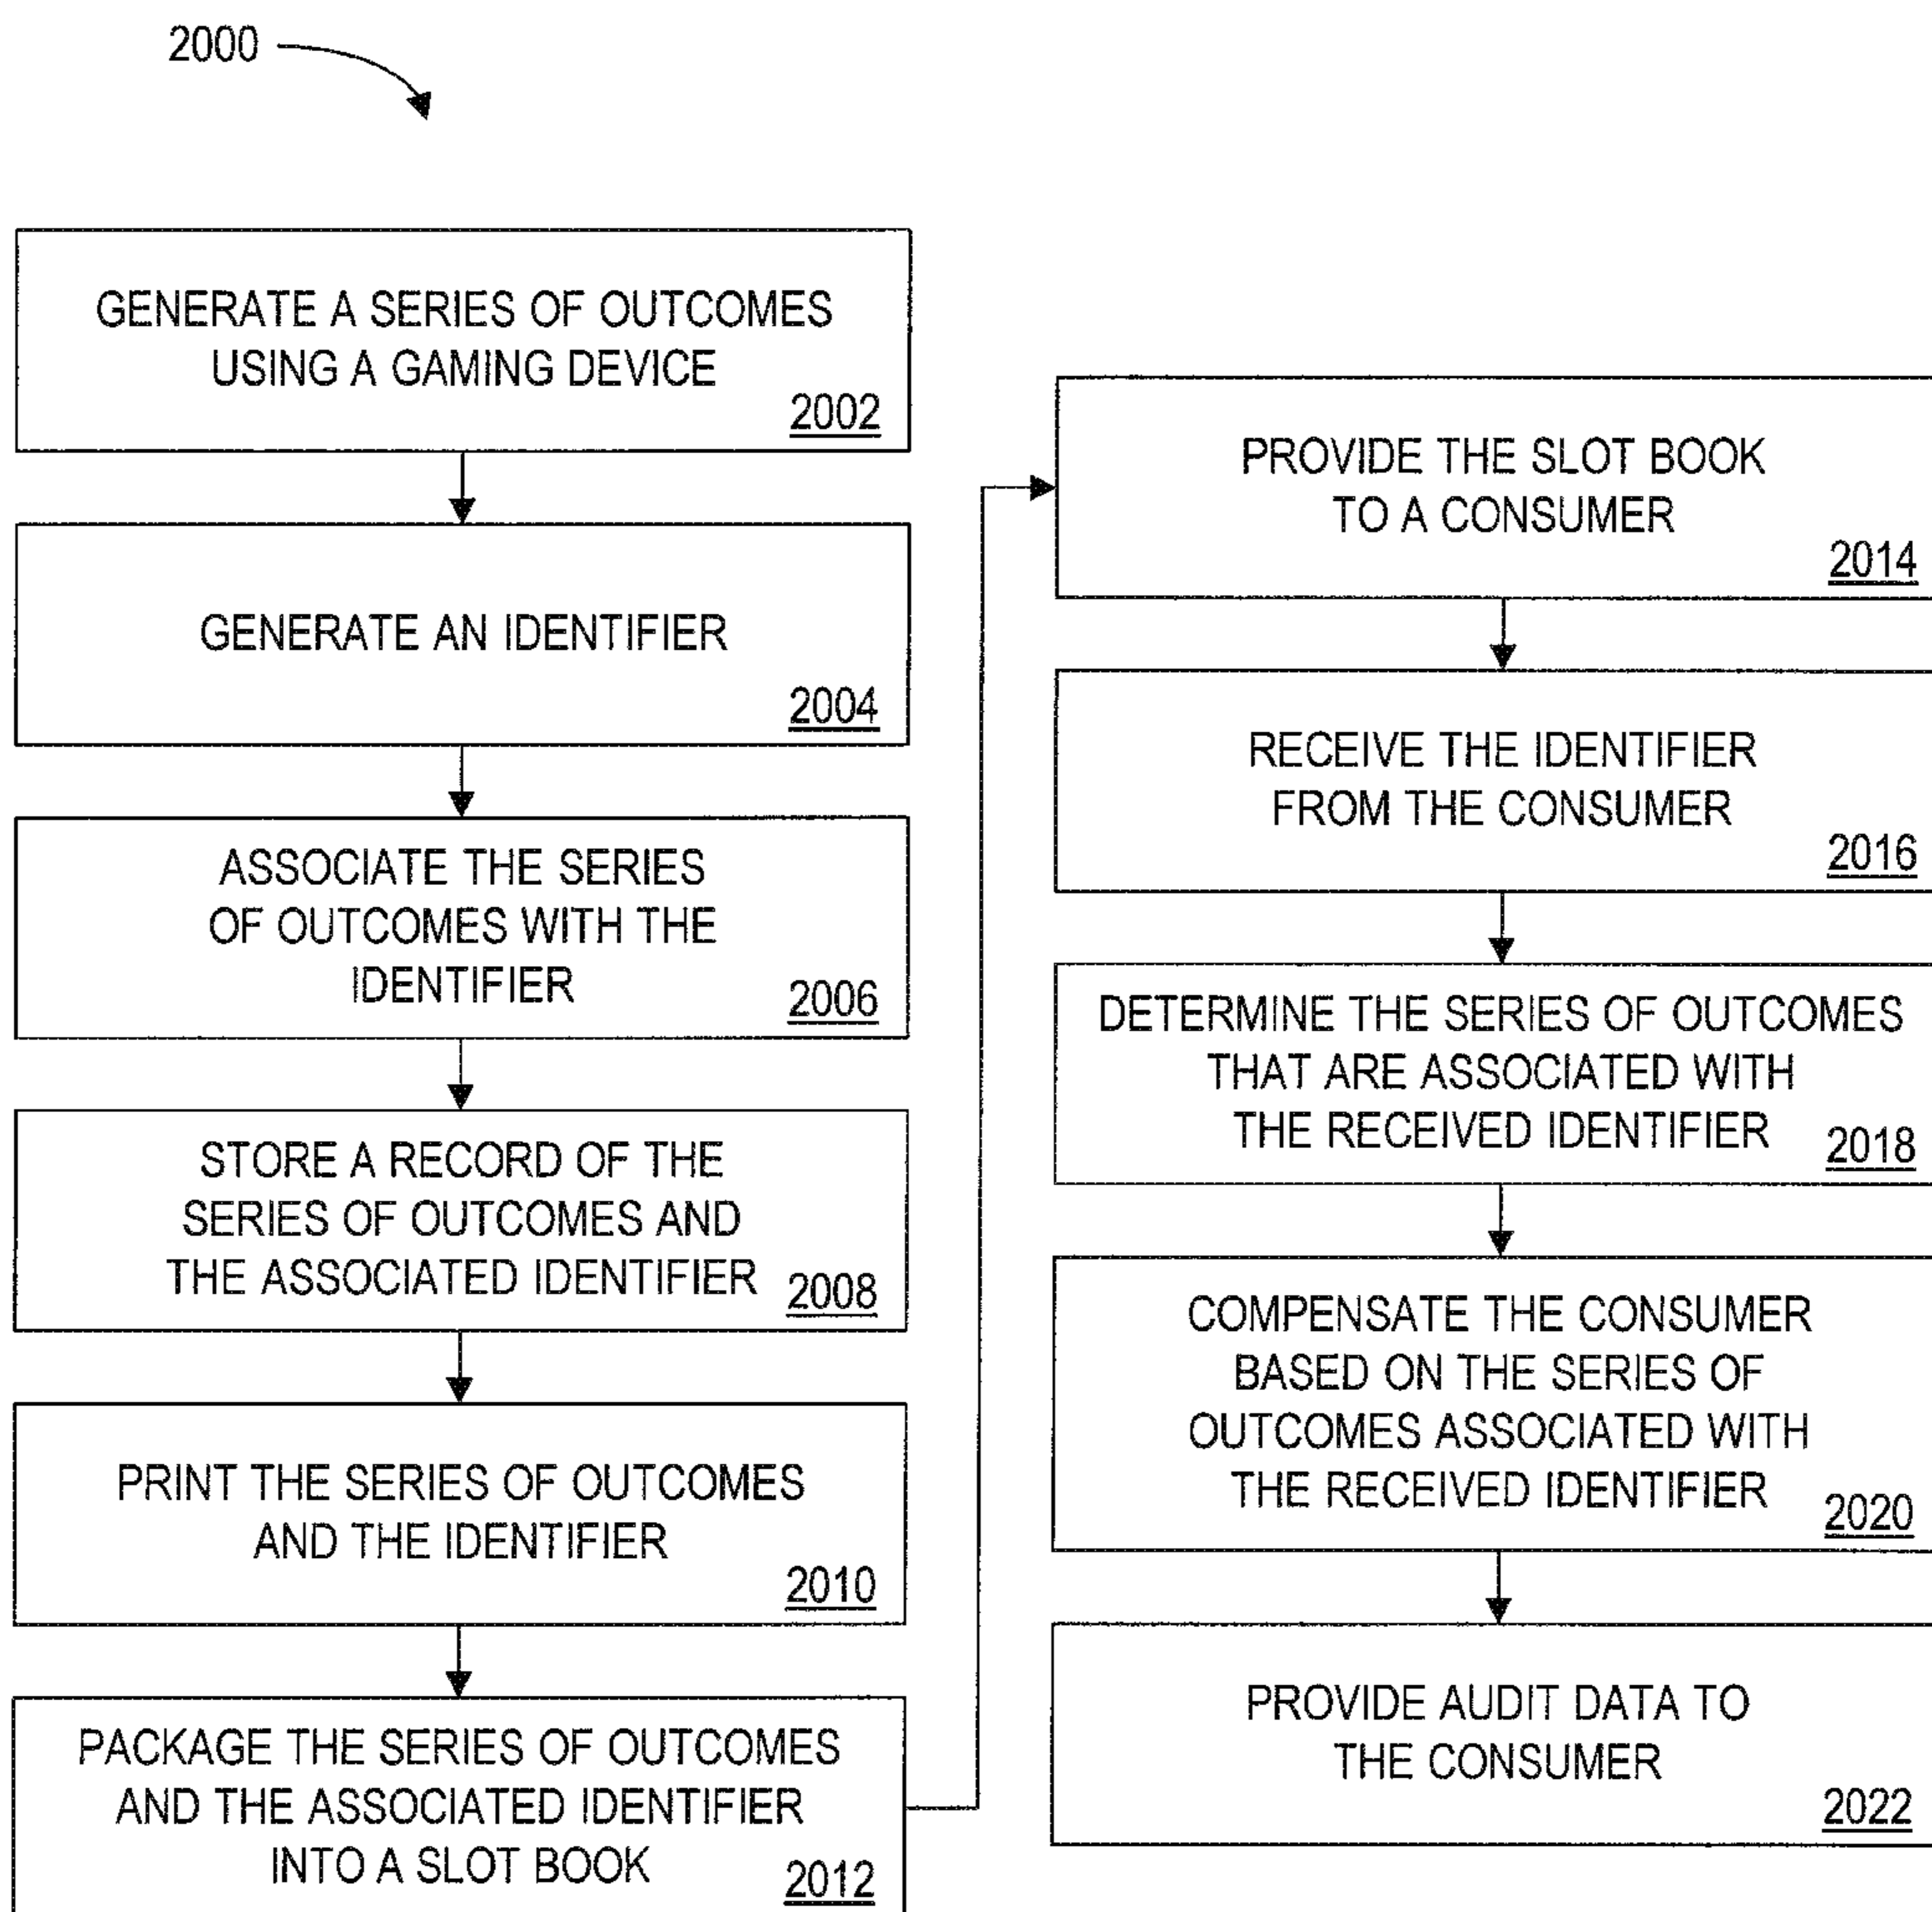 2000
GENERATE A SERIES OF OUTCOMES
USING A GAMING DEVICE
2002
GENERATE AN IDENTIFIER
2004
ASSOCIATE THE SERIES
OF OUTCOMES WITH THE
IDENTIFIER
2006
STORE A RECORD OF THE
SERIES OF OUTCOMES AND
THE ASSOCIATED IDENTIFIER
2008
PRINT THE SERIES OF OUTCOMES
AND THE IDENTIFIER
2010
PACKAGE THE SERIES OF OUTCOMES
AND THE ASSOCIATED IDENTIFIER
INTO A SLOT BOOK
2012
PROVIDE THE SLOT BOOK
TO A CONSUMER
2014
RECEIVE THE IDENTIFIER
FROM THE CONSUMER
2016
DETERMINE THE SERIES OF OUTCOMES
THAT ARE ASSOCIATED WITH
THE RECEIVED IDENTIFIER
2018
COMPENSATE THE CONSUMER
BASED ON THE SERIES OF
OUTCOMES ASSOCIATED WITH
THE RECEIVED IDENTIFIER
2020
PROVIDE AUDIT DATA TO
THE CONSUMER
2022